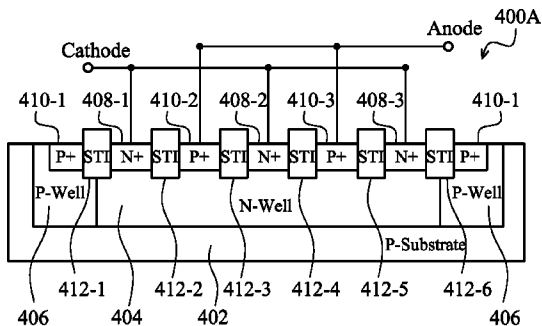 Anode
400A
Cathode
410-1 408-1 410-2 408-2 410-3 408-3 410-1
P+ STI N+ STI P+ STI N+ STI P+ STI N+ STI P+
P-Well N-Well P-Well
P-Substrate
412-1 412-2 412-3 412-4 412-5 412-6
406 404 402 406